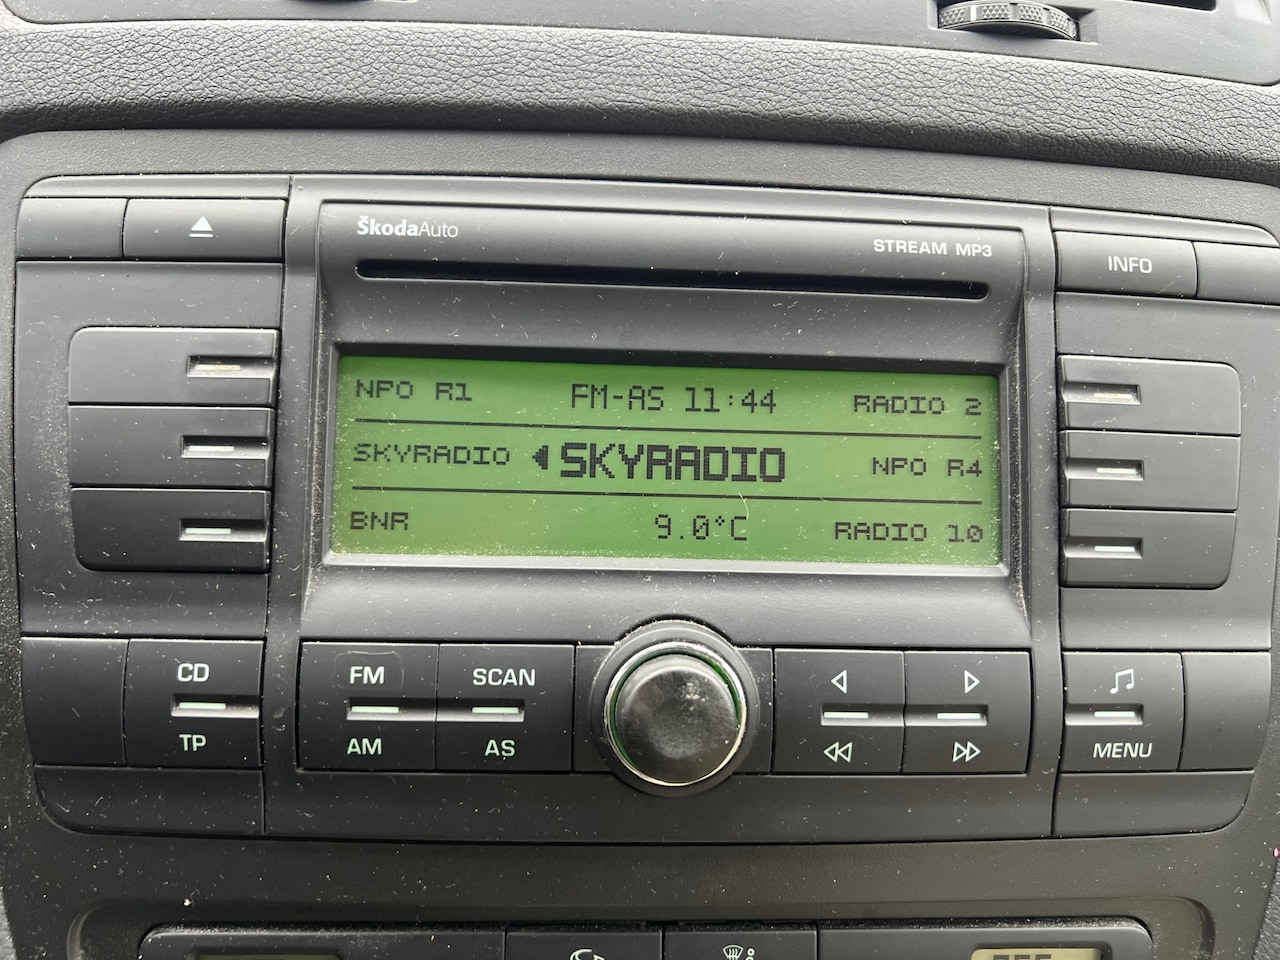 ŠkodaAuto
STREAM MP3
INFO
NPO R1 FM-AS 11:44 RADIO 2
SKYRADIO SKYRADIO NPO R4
BNR 9.0°C RADIO 10
CD FM SCAN
TP AM AS MENU